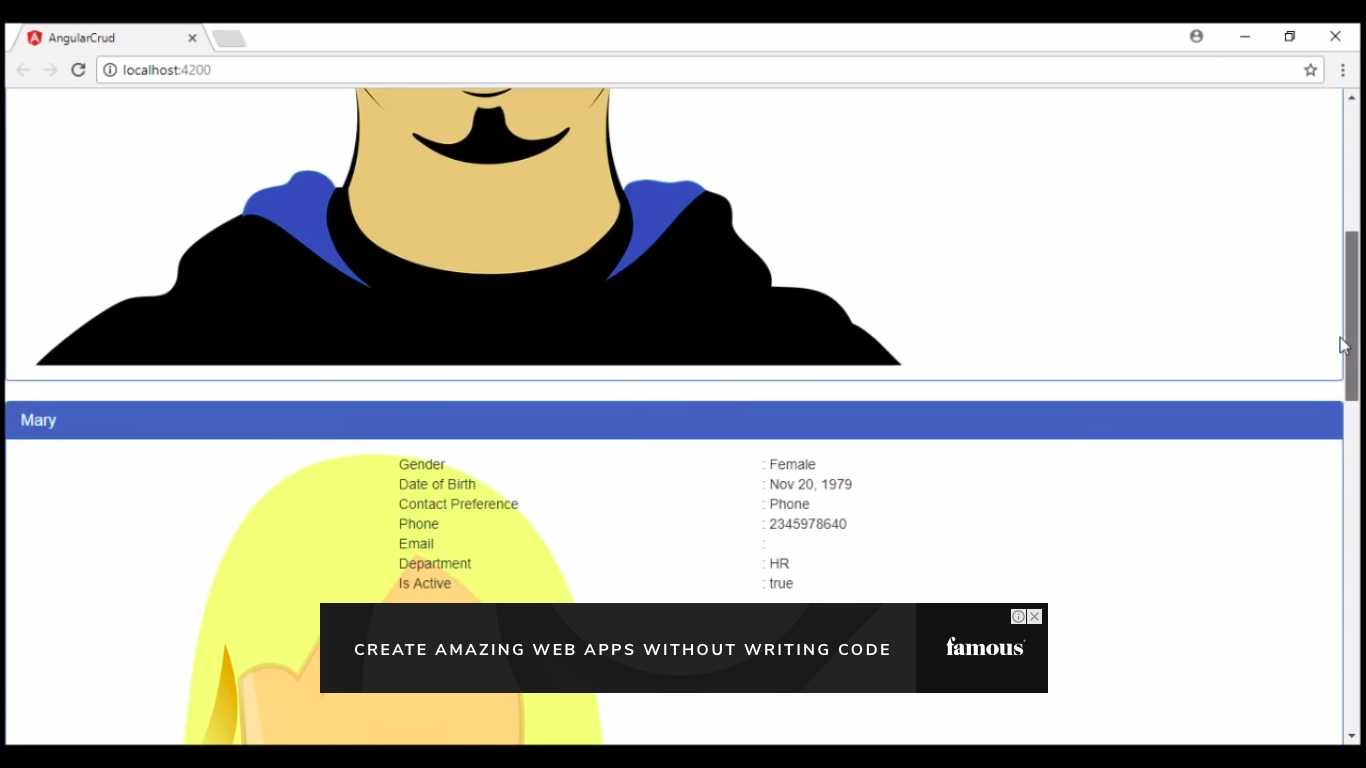 AngularCrud
localhost:4200
Mary
Gender : Female
Date of Birth : Nov 20, 1979
Contact Preference : Phone
Phone : 2345978640
Email :
Department : HR
Is Active : true
CREATE AMAZING WEB APPS WITHOUT WRITING CODE
famous